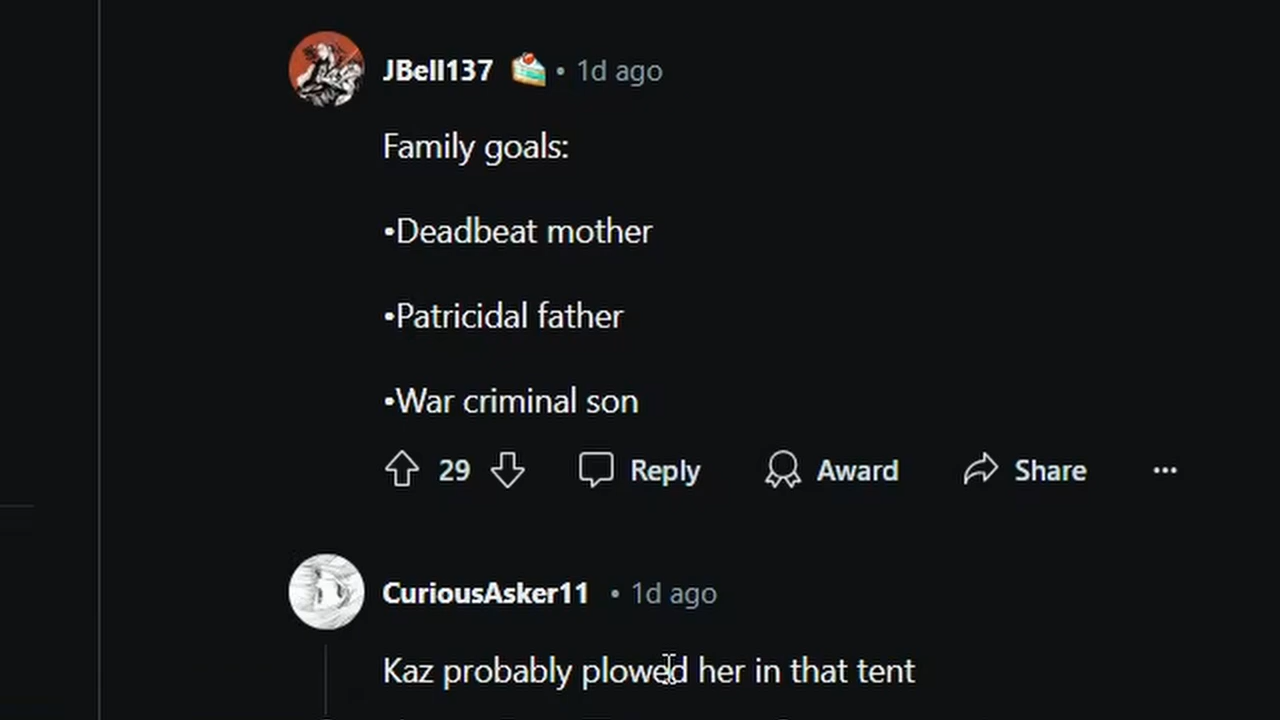 JBell137 • 1d ago
Family goals:
•Deadbeat mother
•Patricidal father
•War criminal son
29 Reply Award Share ...
CuriousAsker11 • 1d ago
Kaz probably plowed her in that tent